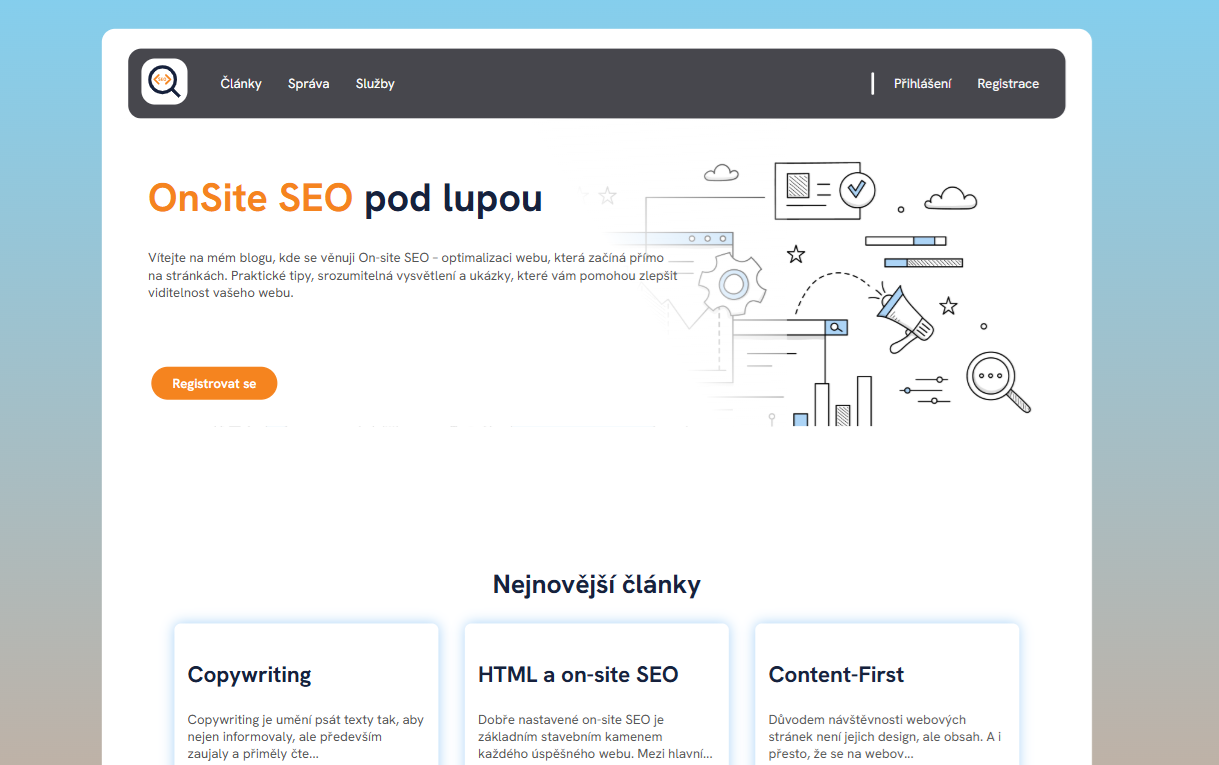 Články Správa Služby Přihlášení Registrace
OnSite SEO pod lupou
Vítejte na mém blogu, kde se věnuji On-site SEO – optimalizaci webu, která začíná přímo
na stránkách. Praktické tipy, srozumitelná vysvětlení a ukázky, které vám pomohou zlepšit
viditelnost vašeho webu.
Registrovat se
Nejnovější články
Copywriting
Copywriting je umění psát texty tak, aby
nejen informovaly, ale především
zaujaly a přiměly čte...
HTML a on-site SEO
Dobře nastavené on-site SEO je
základním stavebním kamenem
každého úspěšného webu. Mezi hlavní...
Content-First
Důvodem návštěvnosti webových
stránek není jejich design, ale obsah. A i
přesto, že se na webov...